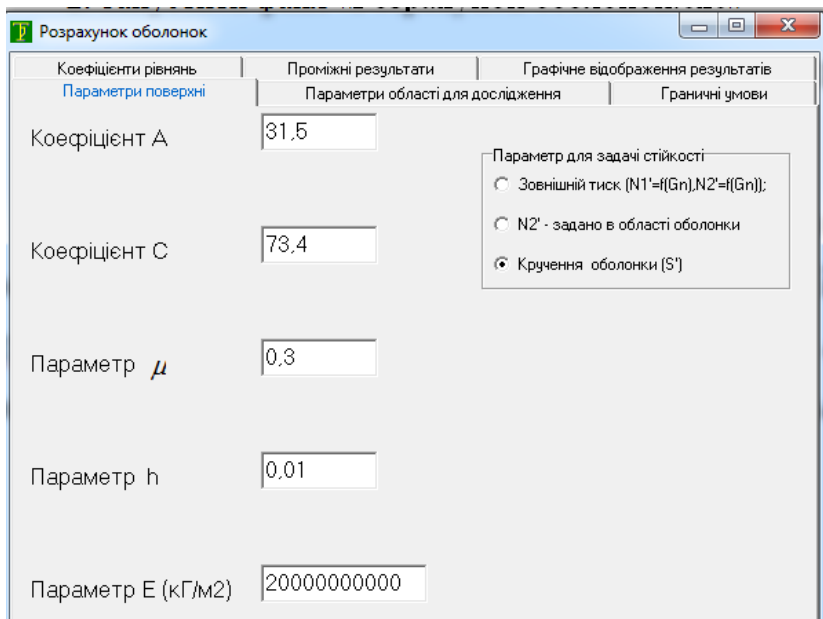 Розрахунок оболонок
Коефіцієнти рівнянь
Проміжні результати
Графічне відображення результатів
Параметри поверхні
Параметри області для дослідження
Граничні умови
Коефіцієнт А
31,5
Параметр для задачі стійкості
Зовнішній тиск (N1'=f(Gn),N2'=f(Gn));
N2' - задано в області оболонки
Кручення оболонки (S')
Коефіцієнт С
73,4
Параметр μ
0,3
Параметр h
0,01
Параметр Е (кГ/м2)
20000000000